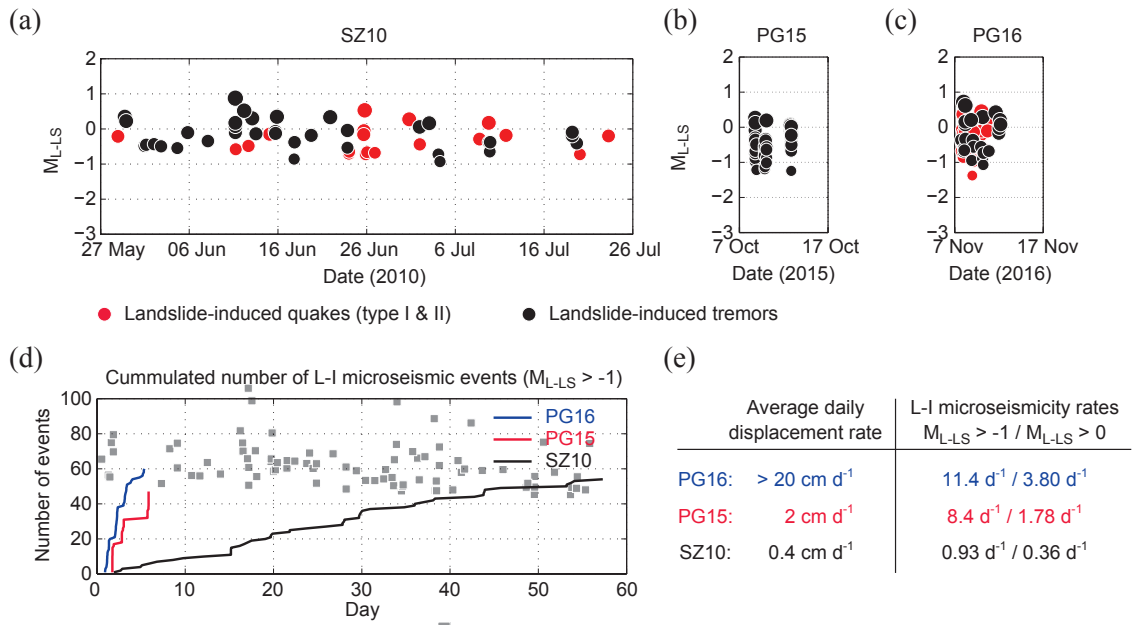 (a)
SZ10
M_L-LS
2
1
0
−1
−2
−3
27 May 06 Jun 16 Jun 26 Jun 6 Jul 16 Jul 26 Jul
Date (2010)
(b)
PG15
M_L-LS
2
1
0
−1
−2
−3
7 Oct 17 Oct
Date (2015)
(c)
PG16
2
1
0
−1
−2
−3
7 Nov 17 Nov
Date (2016)
Landslide-induced quakes (type I & II) Landslide-induced tremors
(d)
Cummulated number of L-I microseismic events (M_L-LS > -1)
Number of events
100
80
60
40
20
0
PG16
PG15
SZ10
0 10 20 30 40 50 60
Day
(e)
Average daily L-I microseismicity rates
displacement rate M_L-LS > -1 / M_L-LS > 0
PG16: > 20 cm d⁻¹ 11.4 d⁻¹ / 3.80 d⁻¹
PG15: 2 cm d⁻¹ 8.4 d⁻¹ / 1.78 d⁻¹
SZ10: 0.4 cm d⁻¹ 0.93 d⁻¹ / 0.36 d⁻¹